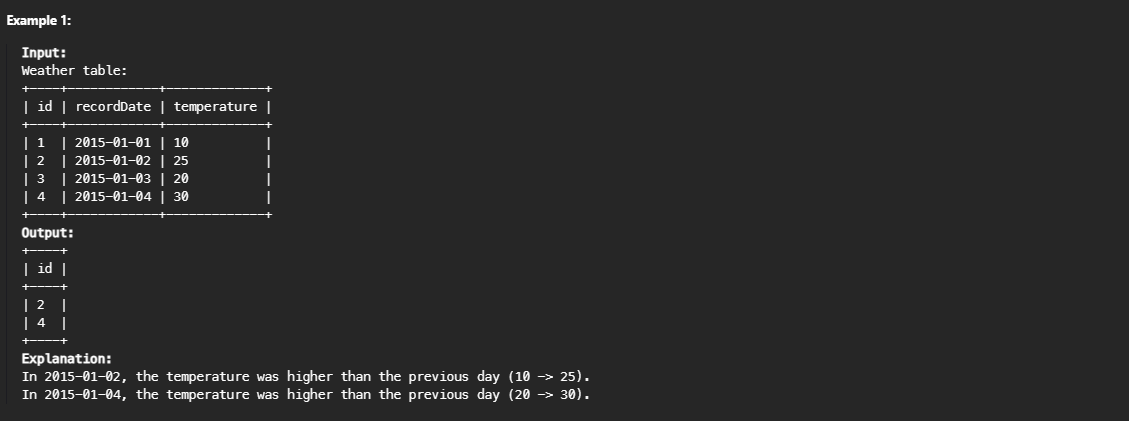 Example 1:
Input:
Weather table:
+----+------------+-------------+
| id | recordDate | temperature |
+----+------------+-------------+
| 1  | 2015-01-01 | 10          |
| 2  | 2015-01-02 | 25          |
| 3  | 2015-01-03 | 20          |
| 4  | 2015-01-04 | 30          |
+----+------------+-------------+
Output:
+----+
| id |
+----+
| 2  |
| 4  |
+----+
Explanation:
In 2015-01-02, the temperature was higher than the previous day (10 -> 25).
In 2015-01-04, the temperature was higher than the previous day (20 -> 30).